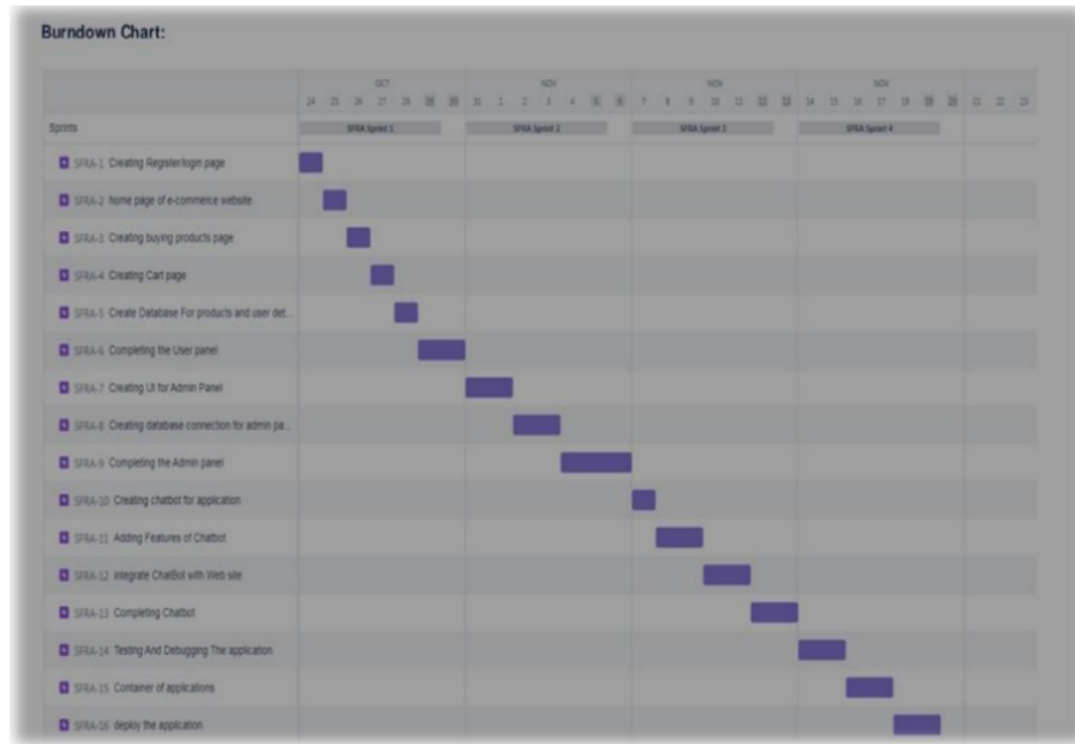 Burndown Chart:
OCT NOV NOV NOV
24 25 26 27 28 29 30 31 1 2 3 4 5 6 7 8 9 10 11 12 13 14 15 16 17 18 19 20 21 22 23
Sprints SFRA Sprint 1 SFRA Sprint 2 SFRA Sprint 3 SFRA Sprint 4
SFRA-1 Creating Register/login page
SFRA-2 home page of e-commerce website
SFRA-3 Creating buying products page
SFRA-4 Creating Cart page
SFRA-5 Create Database For products and user det...
SFRA-6 Completing the User panel
SFRA-7 Creating UI for Admin Panel
SFRA-8 Creating database connection for admin pa...
SFRA-9 Completing the Admin panel
SFRA-10 Creating chatbot for application
SFRA-11 Adding Features of Chatbot
SFRA-12 integrate ChatBot with Web site
SFRA-13 Completing Chatbot
SFRA-14 Testing And Debugging The application
SFRA-15 Container of applications
SFRA-16 deploy the application